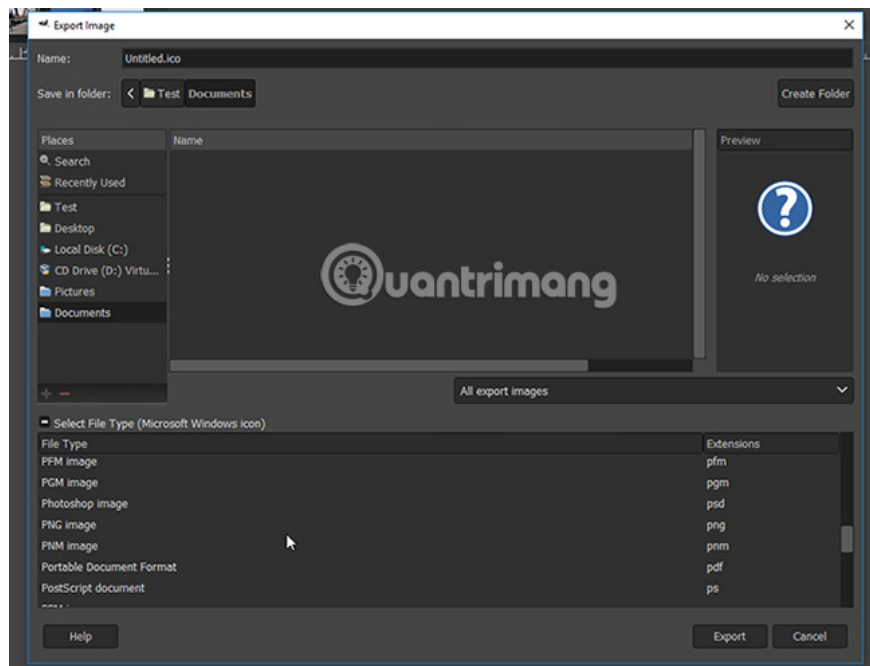 Export Image
Name: Untitled.ico
Save in folder: Test Documents Create Folder
Places Name Preview
Search
Recently Used
Test
Desktop
Local Disk (C:)
CD Drive (D:) Virtu...
Pictures
Documents
No selection
Quantrimang
All export images
Select File Type (Microsoft Windows icon)
File Type Extensions
PFM image pfm
PGM image pgm
Photoshop image psd
PNG image png
PNM image pnm
Portable Document Format pdf
PostScript document ps
Help Export Cancel